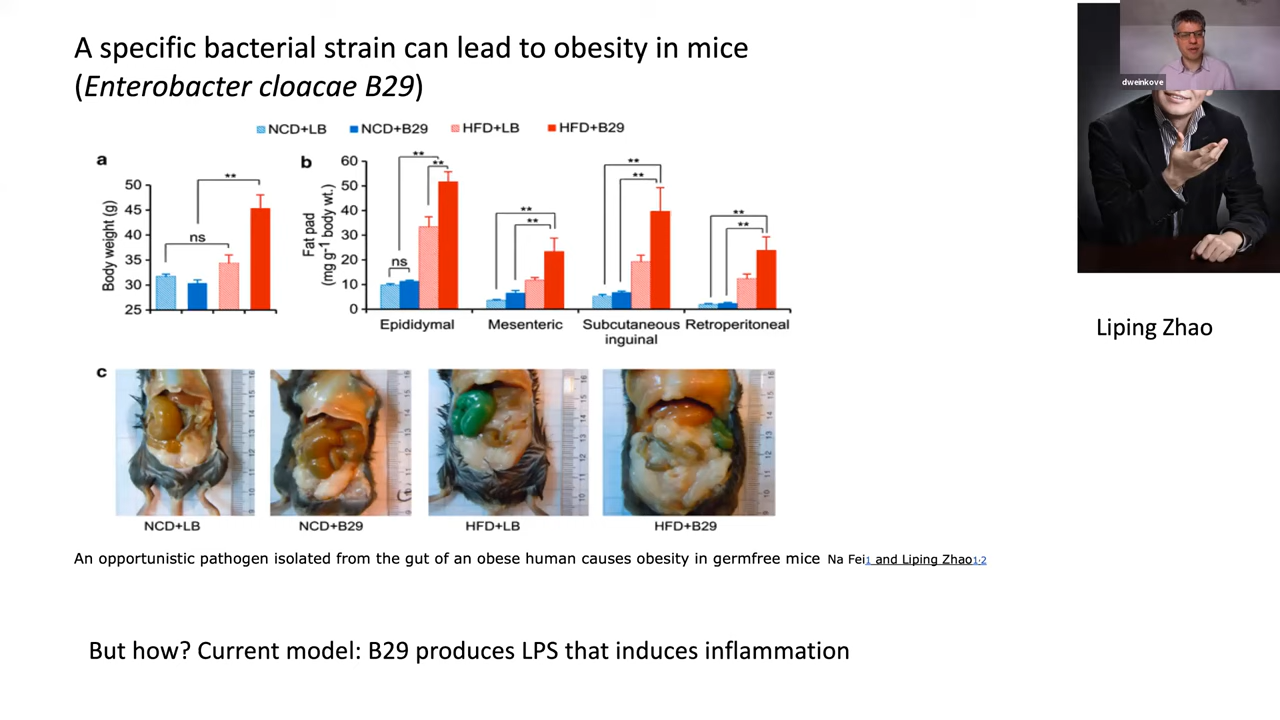 A specific bacterial strain can lead to obesity in mice
(Enterobacter cloacae B29)
dweinkove
NCD+LB NCD+B29 HFD+LB HFD+B29
a
Body weight (g)
50
45
40
35
30
25
ns
**
b
Fat pad
(mg g-1 body wt.)
60
50
40
30
20
10
0
ns
**
**
**
**
**
**
**
**
Epididymal Mesenteric Subcutaneous inguinal Retroperitoneal
Liping Zhao
c
NCD+LB NCD+B29 HFD+LB HFD+B29
An opportunistic pathogen isolated from the gut of an obese human causes obesity in germfree mice Na Fei1 and Liping Zhao1,2
But how? Current model: B29 produces LPS that induces inflammation